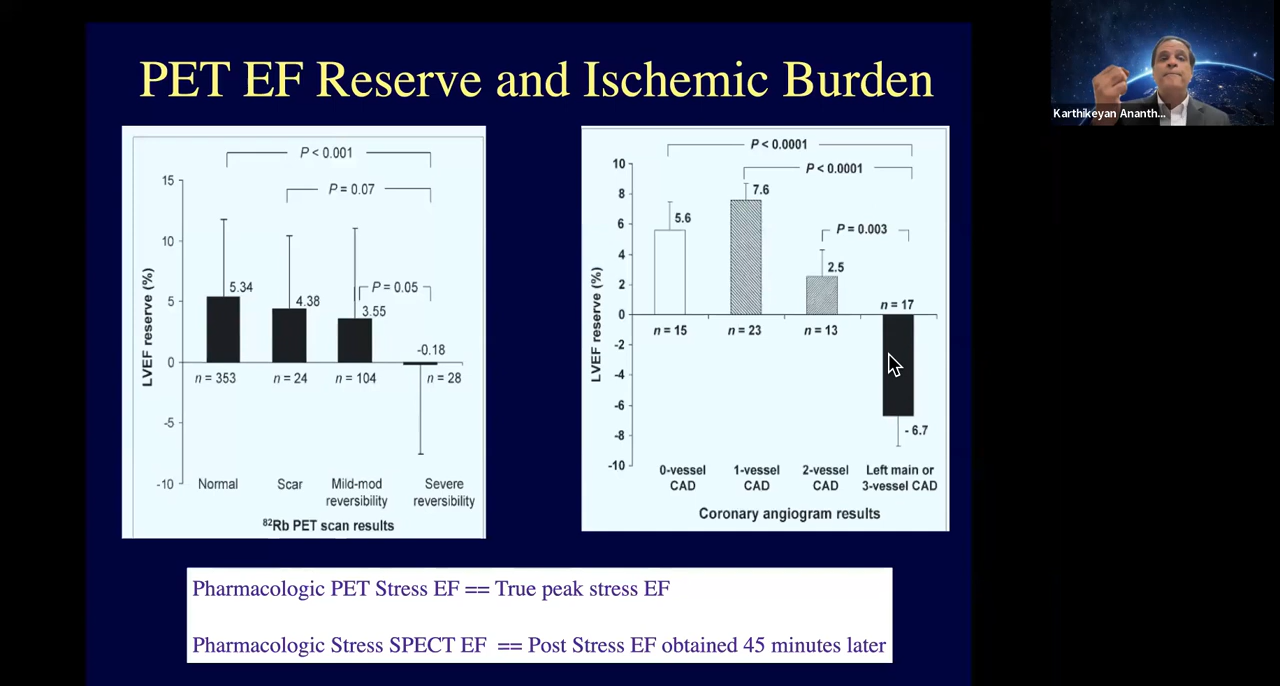 PET EF Reserve and Ischemic Burden
Karthikeyan Ananth...
P < 0.001
P = 0.07
P = 0.05
15
10
5
0
-5
-10
LVEF reserve (%)
5.34
4.38
3.55
-0.18
n = 353
n = 24
n = 104
n = 28
Normal
Scar
Mild-mod
reversibility
Severe
reversibility
⁸²Rb PET scan results
P < 0.0001
P < 0.0001
P = 0.003
10
8
6
4
2
0
-2
-4
-6
-8
-10
LVEF reserve (%)
5.6
7.6
2.5
- 6.7
n = 15
n = 23
n = 13
n = 17
0-vessel
CAD
1-vessel
CAD
2-vessel
CAD
Left main or
3-vessel CAD
Coronary angiogram results
Pharmacologic PET Stress EF == True peak stress EF
Pharmacologic Stress SPECT EF == Post Stress EF obtained 45 minutes later